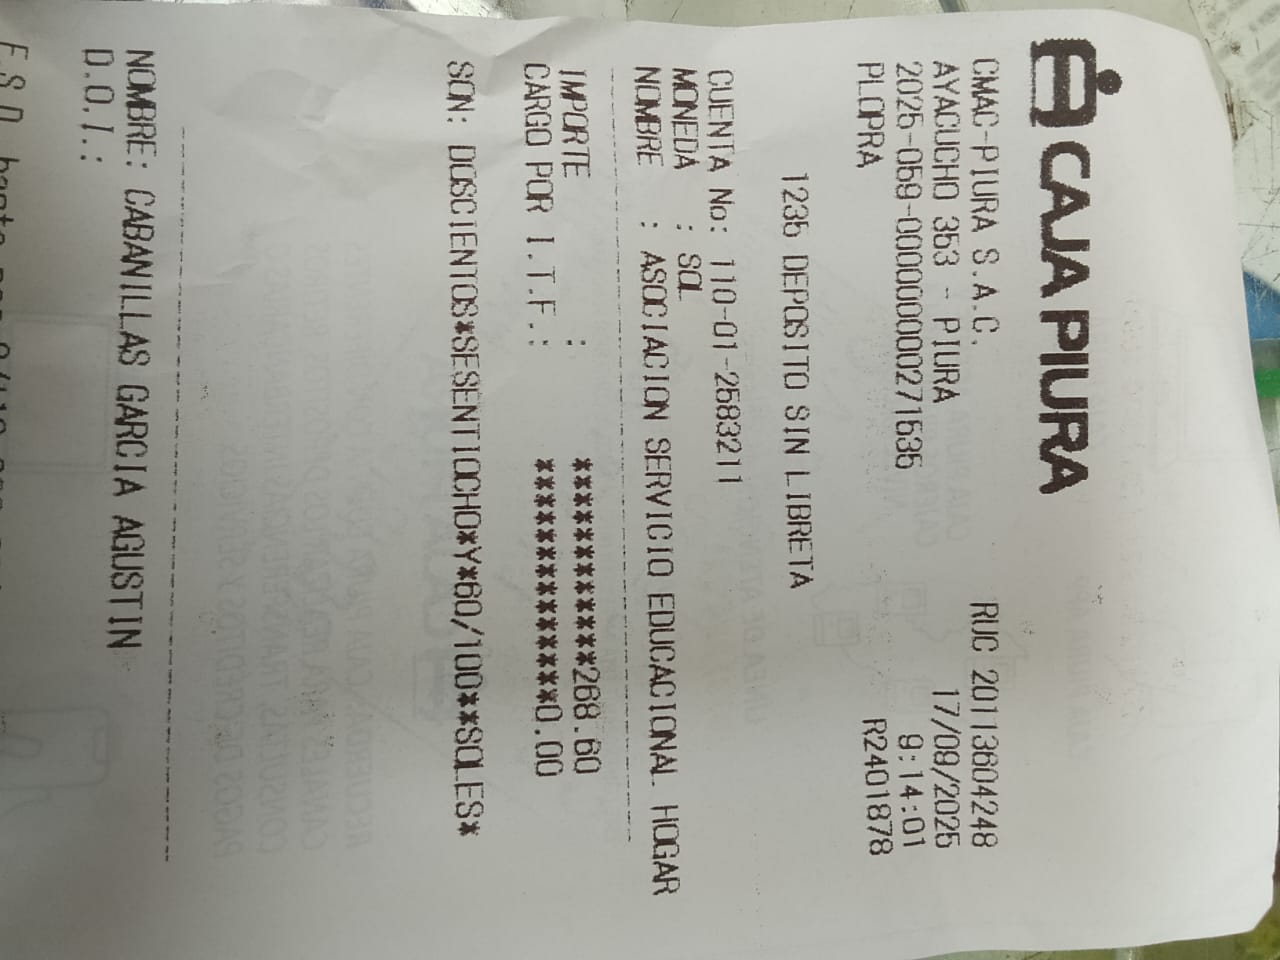 CAJA PIURA
CMAC-PIURA S.A.C. RUC 20113604248
AYACUCHO 353 - PIURA 17/09/2025
2025-059-0000000000271535 9:14:01
PLOPRA R2401878
1235 DEPOSITO SIN LIBRETA
CUENTA No: 110-01-2583211
MONEDA : SOL
NOMBRE : ASOCIACION SERVICIO EDUCACIONAL HOGAR
IMPORTE : ************268.60
CARGO POR I.T.F.: **************0.00
SON: DOSCIENTOS*SESENTIOCHO*Y*60/100**SOLES*
NOMBRE: CABANILLAS GARCIA AGUSTIN
D.O.I.: